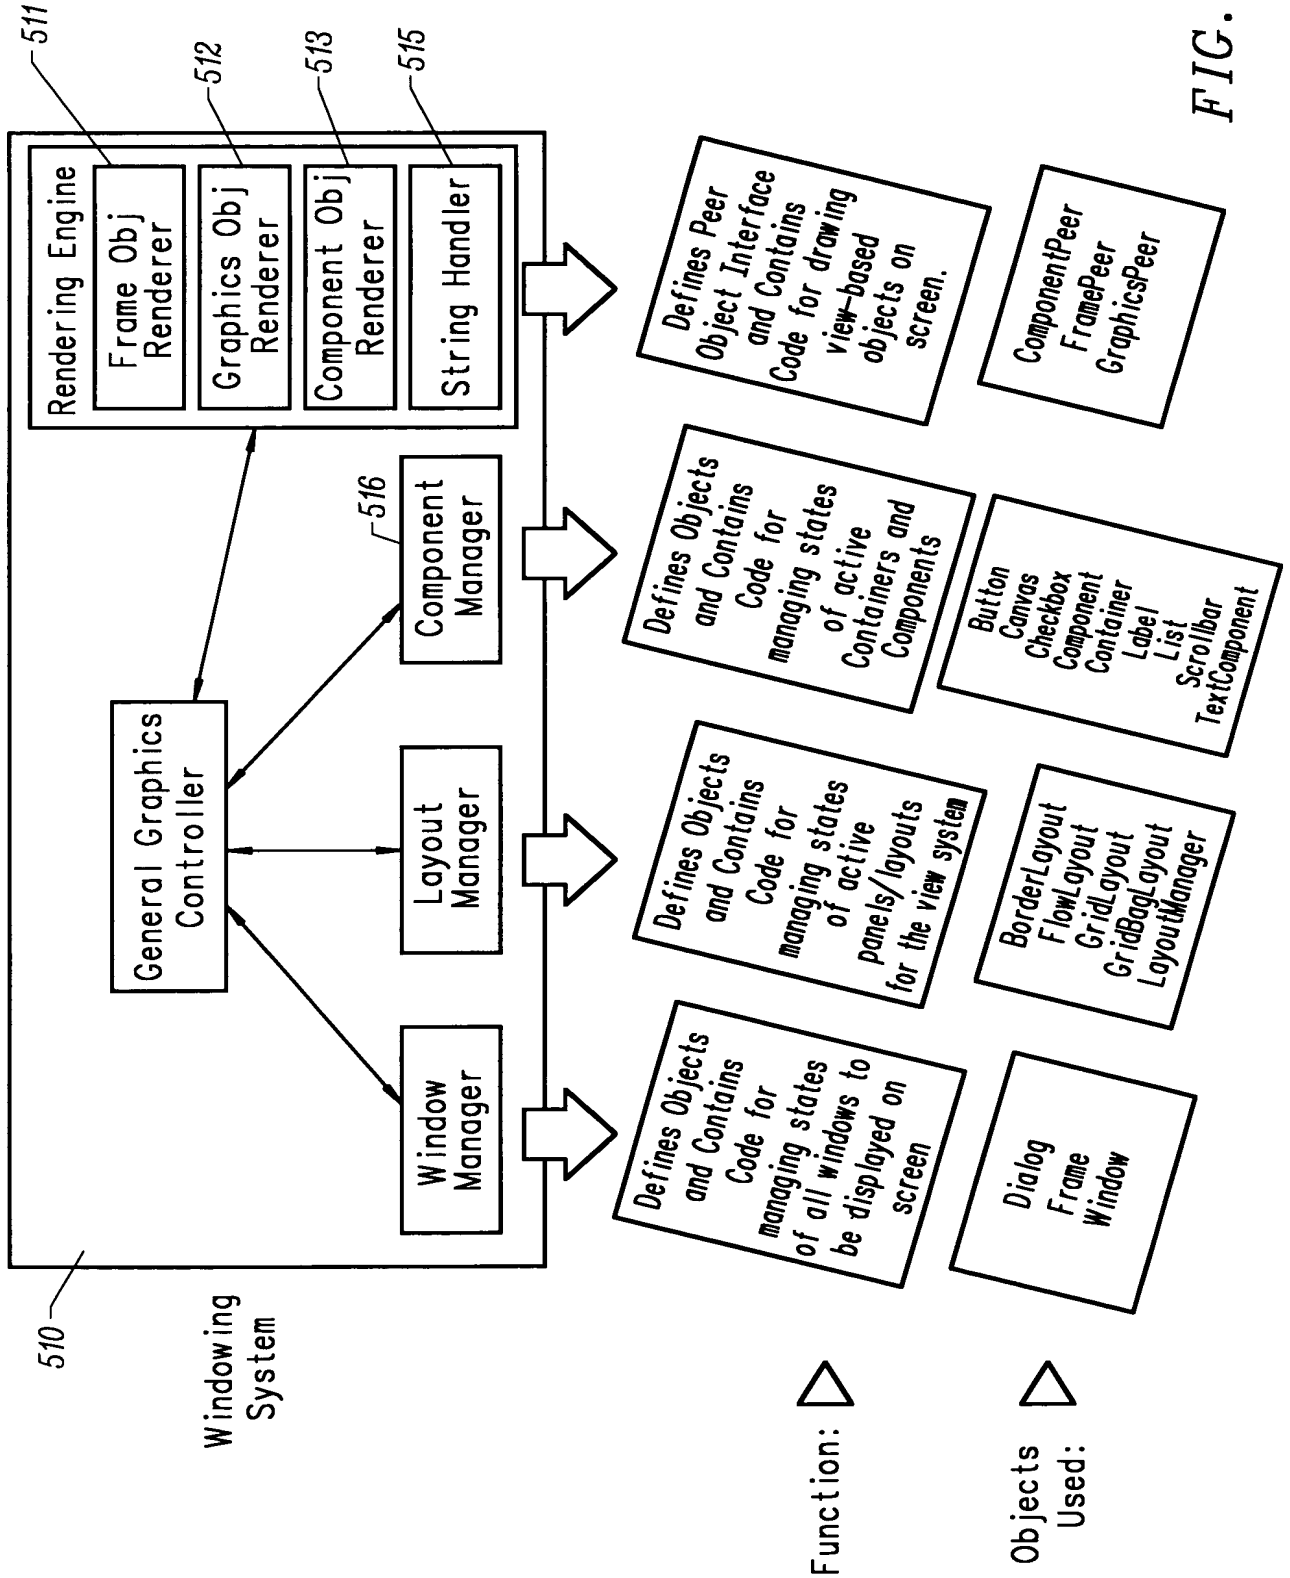 510
Windowing
System
General Graphics
Controller
Window
Manager
Layout
Manager
Component
Manager
516
Rendering Engine
Frame Obj
Renderer
511
Graphics Obj
Renderer
512
Component Obj
Renderer
513
String Handler
515
Function:
Defines Objects
and Contains
Code for
managing states
of all windows to
be displayed on
screen
Defines Objects
and Contains
Code for
managing states
of active
panels/layouts
for the view system
Defines Objects
and Contains
Code for
managing states
of active
Containers and
Components
Defines Peer
Object Interface
and Contains
Code for drawing
view-based
objects on
screen.
Objects
Used:
Dialog
Frame
Window
BorderLayout
FlowLayout
GridLayout
GridBagLayout
LayoutManager
Button
Canvas
Checkbox
Component
Container
Label
List
Scrollbar
TextComponent
ComponentPeer
FramePeer
GraphicsPeer
FIG.